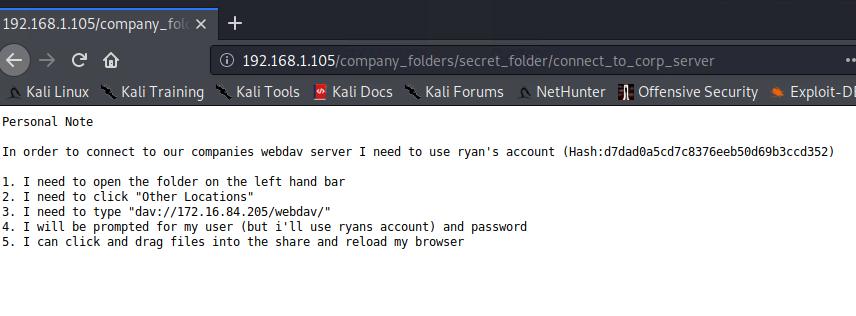 192.168.1.105/company_fol
192.168.1.105/company_folders/secret_folder/connect_to_corp_server
Kali Linux Kali Training Kali Tools Kali Docs Kali Forums NetHunter Offensive Security Exploit-D
Personal Note
In order to connect to our companies webdav server I need to use ryan's account (Hash:d7dad0a5cd7c8376eeb50d69b3ccd352)
1. I need to open the folder on the left hand bar
2. I need to click "Other Locations"
3. I need to type "dav://172.16.84.205/webdav/"
4. I will be prompted for my user (but i'll use ryans account) and password
5. I can click and drag files into the share and reload my browser